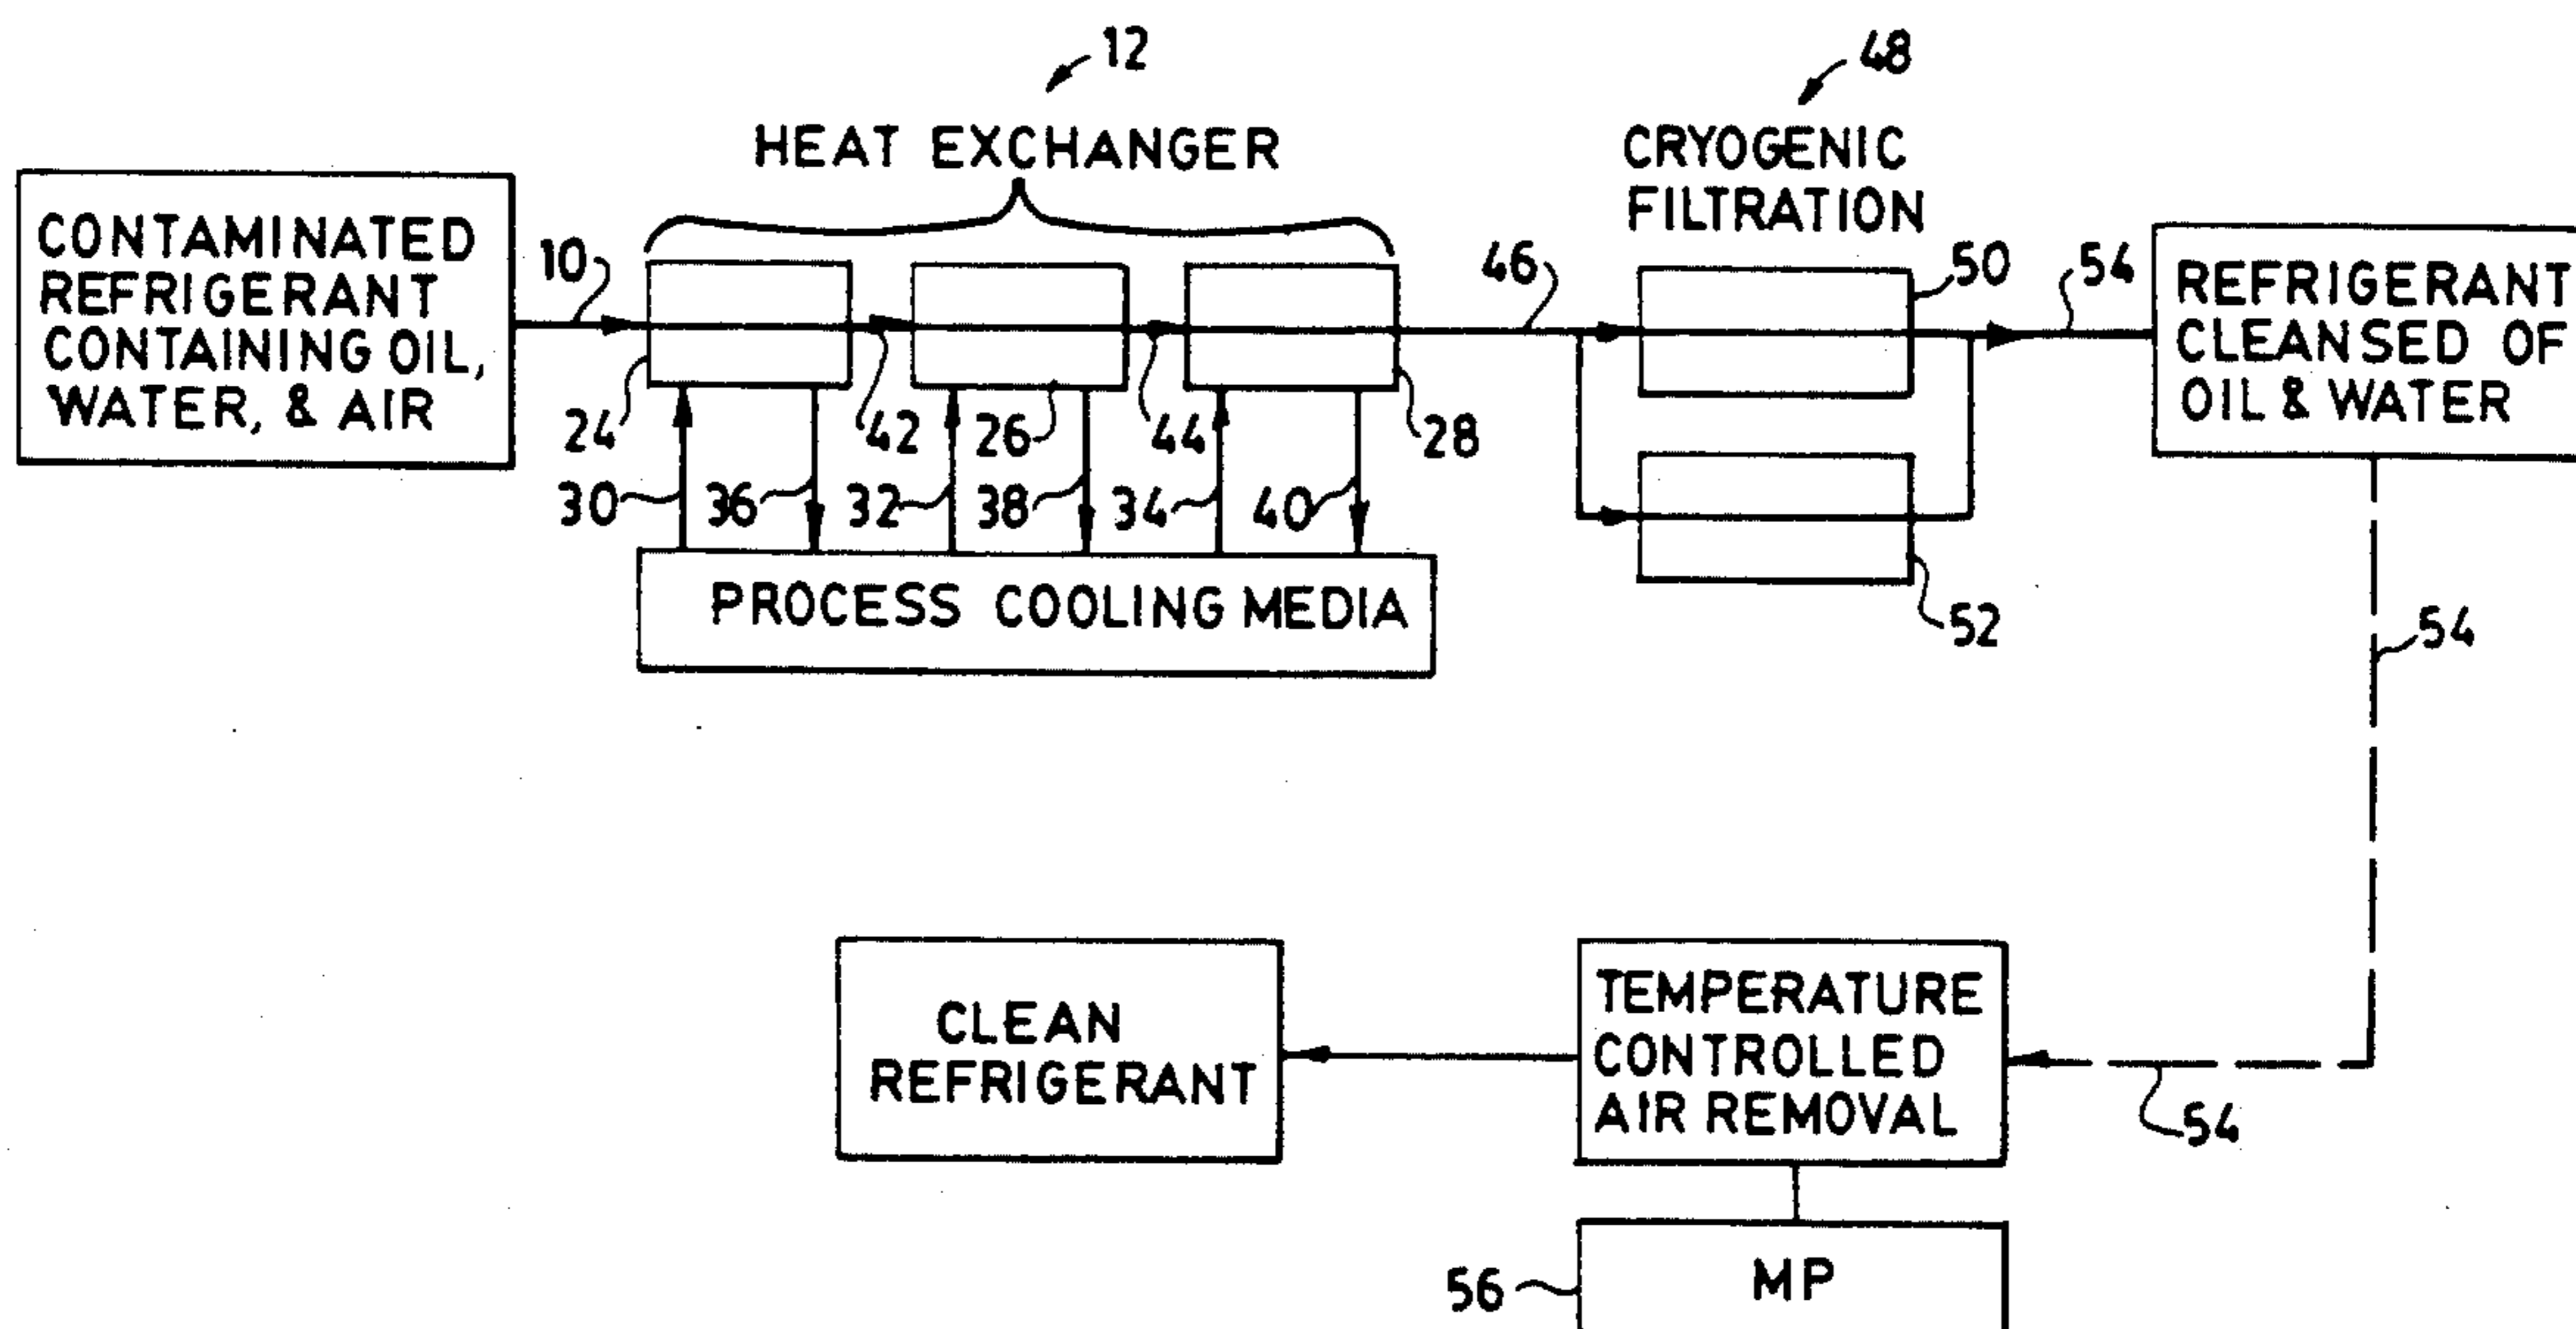 12
48
HEAT EXCHANGER
CRYOGENIC
FILTRATION
CONTAMINATED
REFRIGERANT
CONTAINING OIL,
WATER, & AIR
10
46
50
54
REFRIGERANT
CLEANSED OF
OIL & WATER
24
42
26
44
28
30
36
32
38
34
40
52
54
PROCESS COOLING MEDIA
CLEAN
REFRIGERANT
TEMPERATURE
CONTROLLED
AIR REMOVAL
54
56
MP